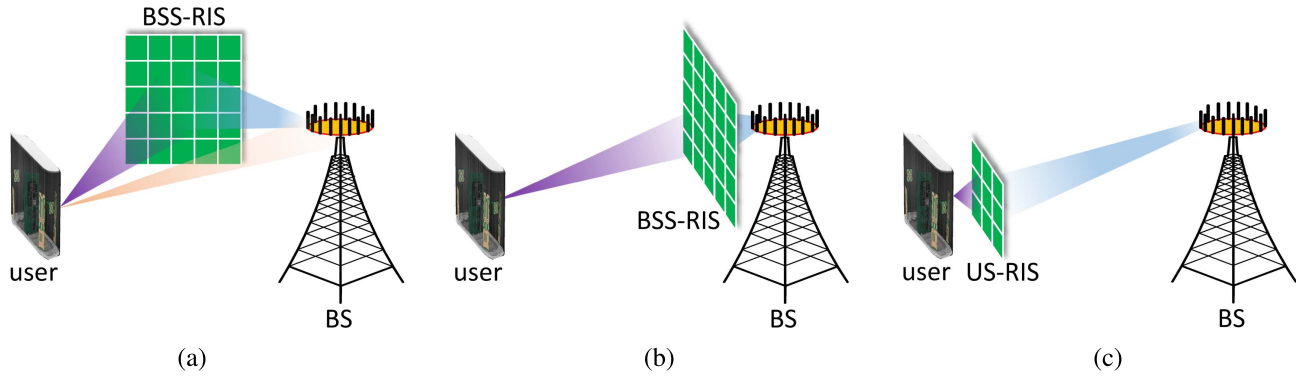 BSS-RIS
user
BS
(a)
BSS-RIS
user
BS
(b)
user
US-RIS
BS
(c)